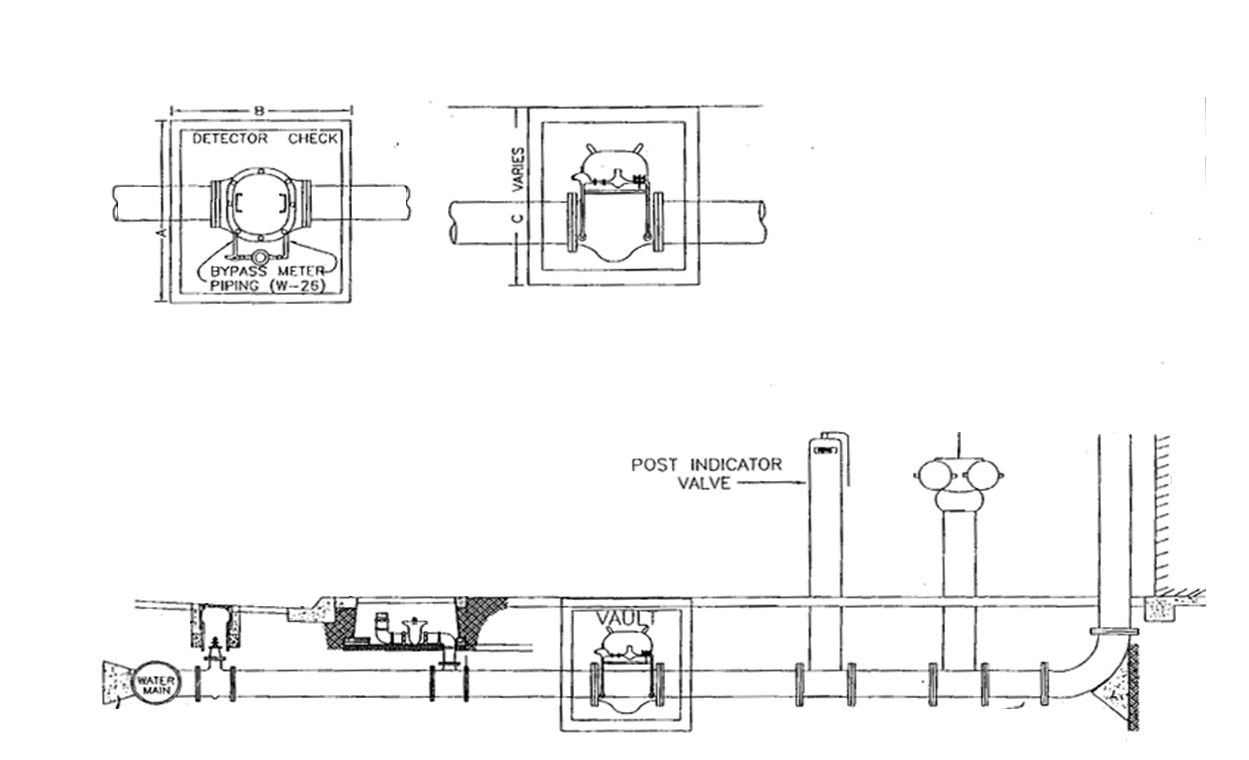 B
DETECTOR CHECK
A
BYPASS METER
PIPING (W-26)
C VARIES
POST INDICATOR
VALVE
VAULT
WATER
MAIN